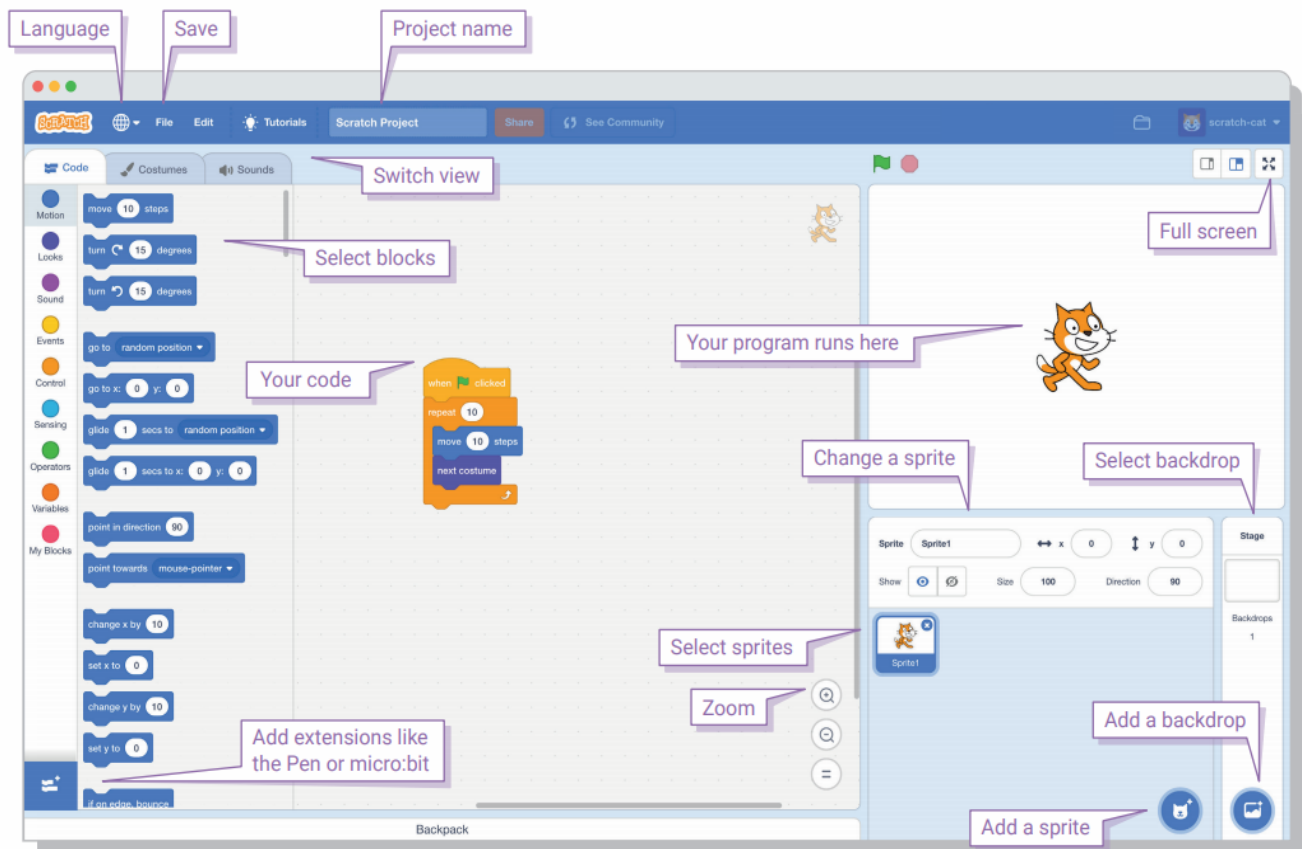 Language
Save
Project name
SCRATCH
File
Edit
Tutorials
Scratch Project
Share
See Community
scratch-cat
Code
Costumes
Sounds
Switch view
Full screen
Motion
Looks
Sound
Events
Control
Sensing
Operators
Variables
My Blocks
move 10 steps
turn 15 degrees
turn 15 degrees
go to random position
go to x: 0 y: 0
glide 1 secs to random position
glide 1 secs to x: 0 y: 0
point in direction 90
point towards mouse-pointer
change x by 10
set x to 0
change y by 10
set y to 0
if on edge, bounce
Select blocks
Your code
when clicked
repeat 10
move 10 steps
next costume
Your program runs here
Change a sprite
Select backdrop
Sprite Sprite1 x 0 y 0
Show Size 100 Direction 90
Stage
Backdrops
1
Select sprites
Sprite1
Zoom
Add extensions like
the Pen or micro:bit
Add a backdrop
Add a sprite
Backpack